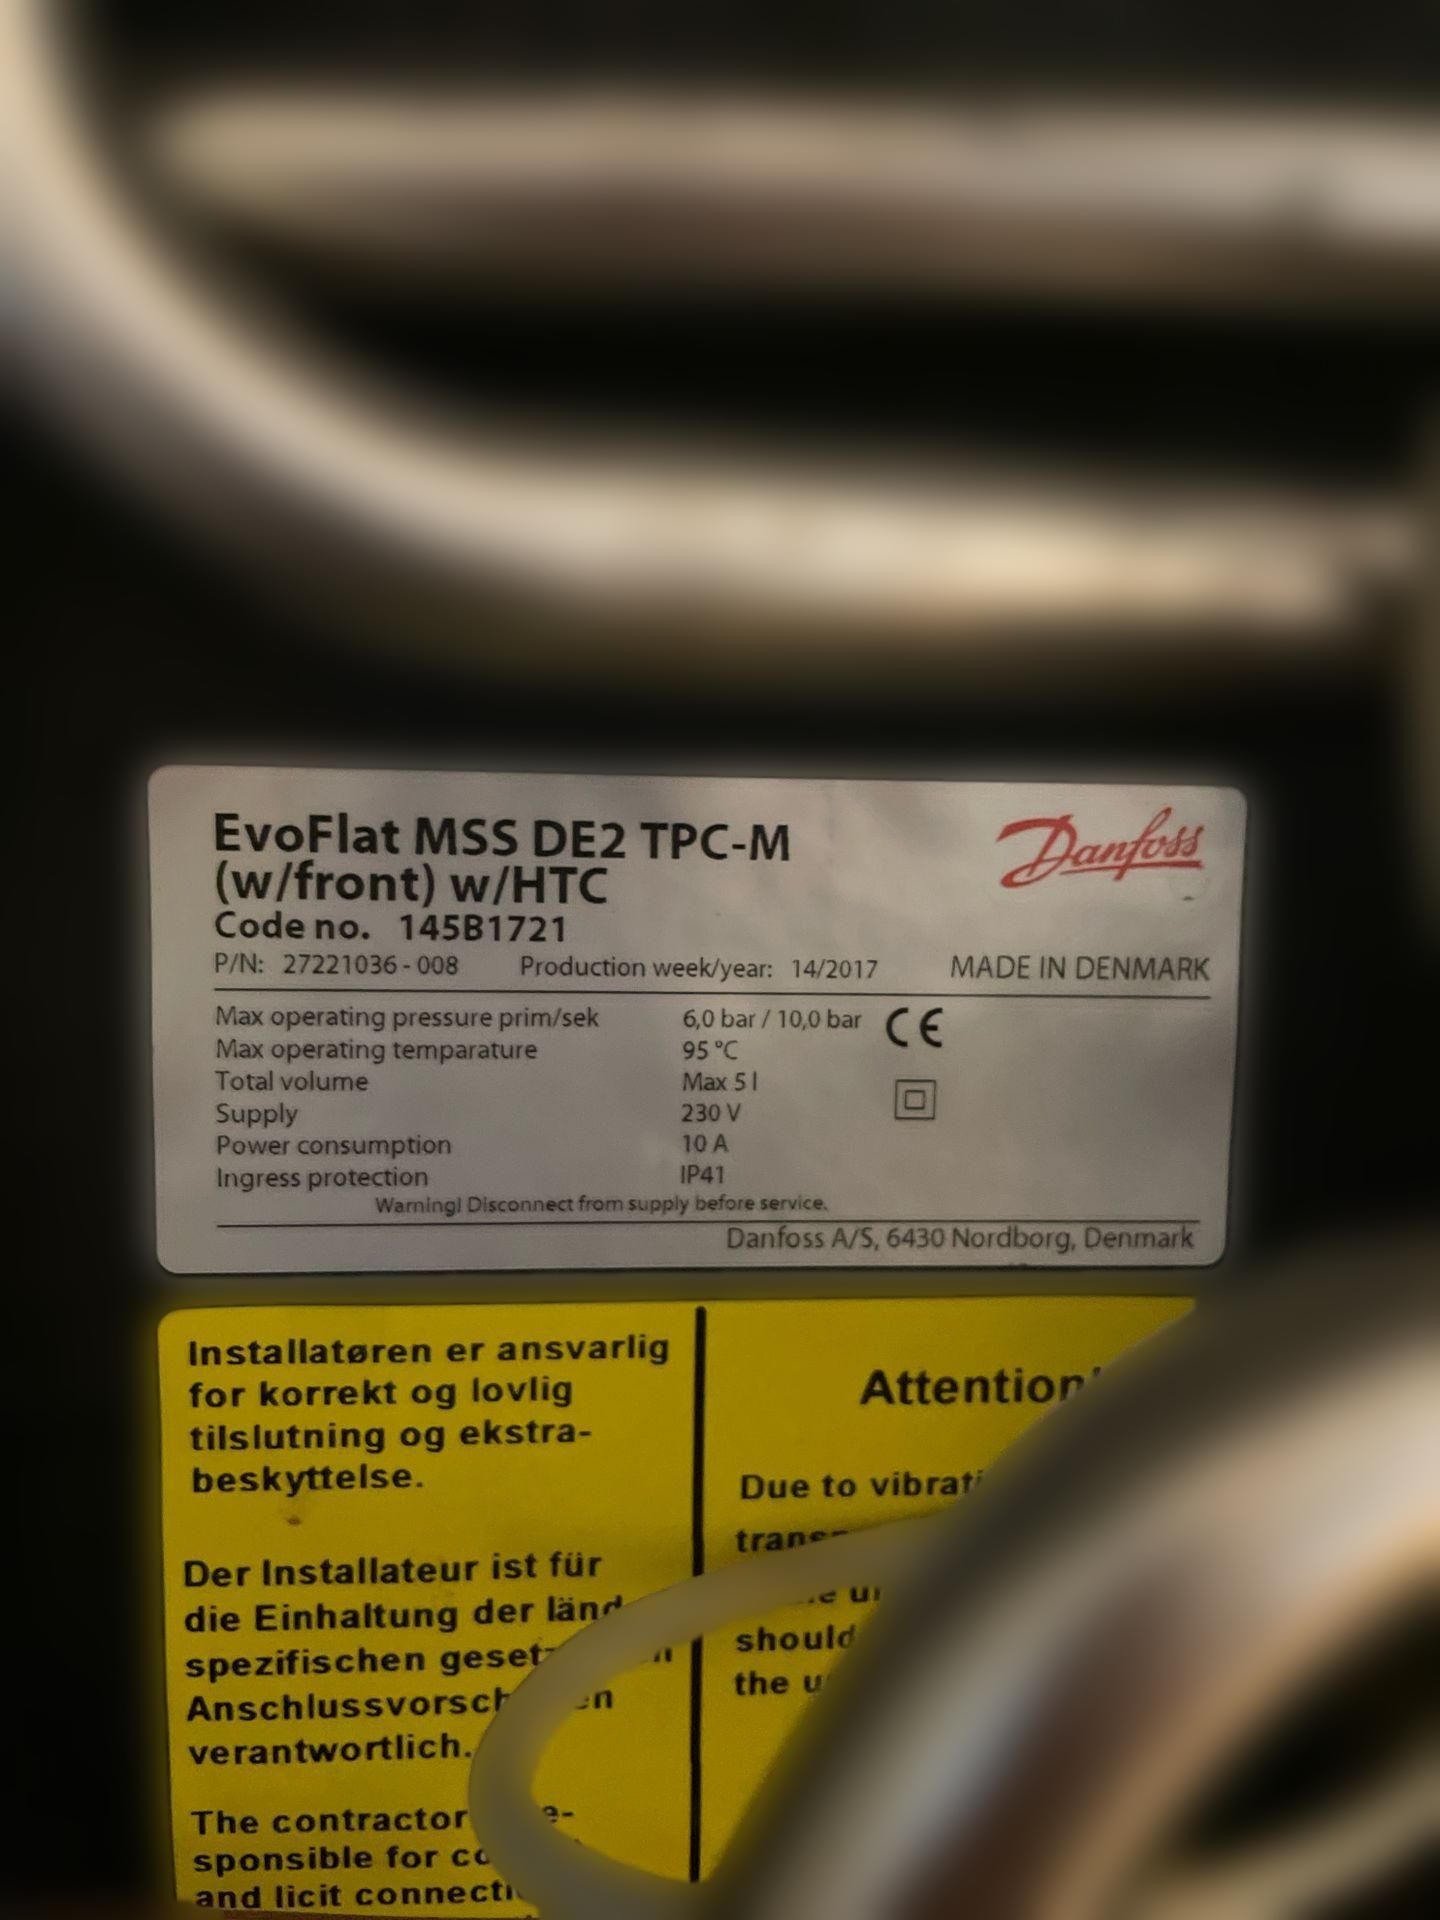 EvoFlat MSS DE2 TPC-M
(w/front) w/HTC
Danfoss
Code no. 145B1721
P/N: 27221036-008 Production week/year: 14/2017 MADE IN DENMARK
Max operating pressure prim/sek 6,0 bar / 10,0 bar CE
Max operating temparature 95 °C
Total volume Max 5 l
Supply 230 V
Power consumption 10 A
Ingress protection IP41
Warning! Disconnect from supply before service.
Danfoss A/S, 6430 Nordborg, Denmark
Installatøren er ansvarlig
for korrekt og lovlig
tilslutning og ekstra-
beskyttelse.
Der Installateur ist für
die Einhaltung der
spezifischen
verantwortlich.
The contractor
sponsible for
and licit
Attention
Due to
should
the